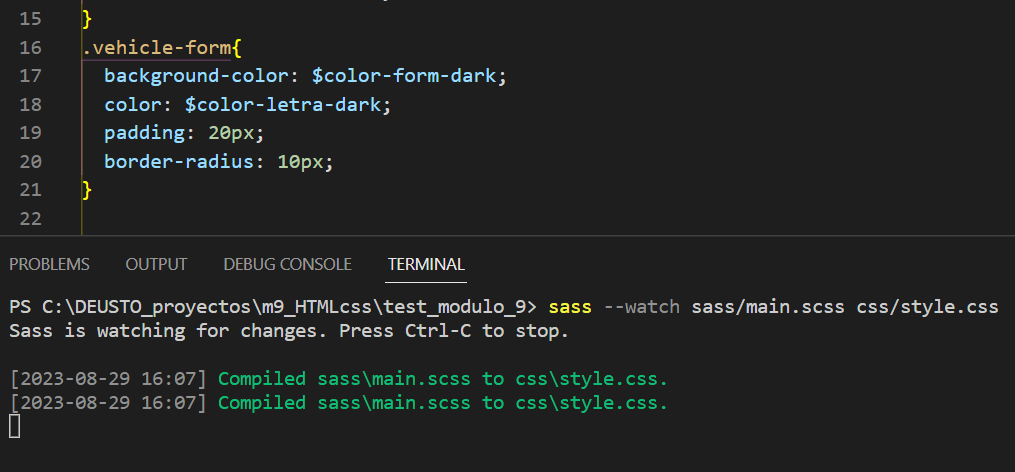 15 }
16 .vehicle-form{
17 background-color: $color-form-dark;
18 color: $color-letra-dark;
19 padding: 20px;
20 border-radius: 10px;
21 }
22
PROBLEMS OUTPUT DEBUG CONSOLE TERMINAL
PS C:\DEUSTO_proyectos\m9_HTMLcss\test_modulo_9> sass --watch sass/main.scss css/style.css
Sass is watching for changes. Press Ctrl-C to stop.
[2023-08-29 16:07] Compiled sass\main.scss to css\style.css.
[2023-08-29 16:07] Compiled sass\main.scss to css\style.css.